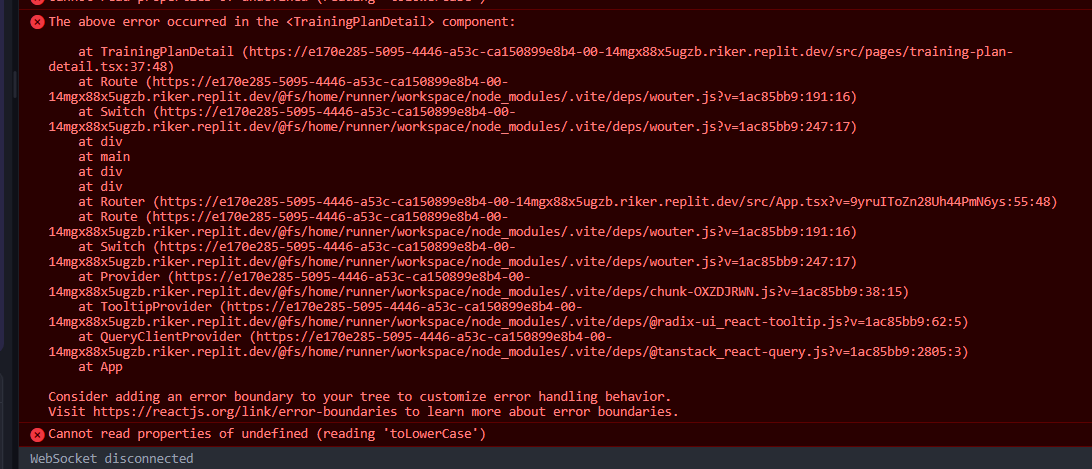 The above error occurred in the <TrainingPlanDetail> component:
at TrainingPlanDetail (https://e170e285-5095-4446-a53c-ca150899e8b4-00-14mgx88x5ugzb.riker.replit.dev/src/pages/training-plan-
detail.tsx:37:48)
at Route (https://e170e285-5095-4446-a53c-ca150899e8b4-00-
14mgx88x5ugzb.riker.replit.dev/@fs/home/runner/workspace/node_modules/.vite/deps/wouter.js?v=1ac85bb9:191:16)
at Switch (https://e170e285-5095-4446-a53c-ca150899e8b4-00-
14mgx88x5ugzb.riker.replit.dev/@fs/home/runner/workspace/node_modules/.vite/deps/wouter.js?v=1ac85bb9:247:17)
at div
at main
at div
at div
at Router (https://e170e285-5095-4446-a53c-ca150899e8b4-00-14mgx88x5ugzb.riker.replit.dev/src/App.tsx?v=9yruIToZn28Uh44PmN6ys:55:48)
at Route (https://e170e285-5095-4446-a53c-ca150899e8b4-00-
14mgx88x5ugzb.riker.replit.dev/@fs/home/runner/workspace/node_modules/.vite/deps/wouter.js?v=1ac85bb9:191:16)
at Switch (https://e170e285-5095-4446-a53c-ca150899e8b4-00-
14mgx88x5ugzb.riker.replit.dev/@fs/home/runner/workspace/node_modules/.vite/deps/wouter.js?v=1ac85bb9:247:17)
at Provider (https://e170e285-5095-4446-a53c-ca150899e8b4-00-
14mgx88x5ugzb.riker.replit.dev/@fs/home/runner/workspace/node_modules/.vite/deps/chunk-OXZDJRWN.js?v=1ac85bb9:38:15)
at TooltipProvider (https://e170e285-5095-4446-a53c-ca150899e8b4-00-
14mgx88x5ugzb.riker.replit.dev/@fs/home/runner/workspace/node_modules/.vite/deps/@radix-ui_react-tooltip.js?v=1ac85bb9:62:5)
at QueryClientProvider (https://e170e285-5095-4446-a53c-ca150899e8b4-00-
14mgx88x5ugzb.riker.replit.dev/@fs/home/runner/workspace/node_modules/.vite/deps/@tanstack_react-query.js?v=1ac85bb9:2805:3)
at App
Consider adding an error boundary to your tree to customize error handling behavior.
Visit https://reactjs.org/link/error-boundaries to learn more about error boundaries.
Cannot read properties of undefined (reading 'toLowerCase')
WebSocket disconnected